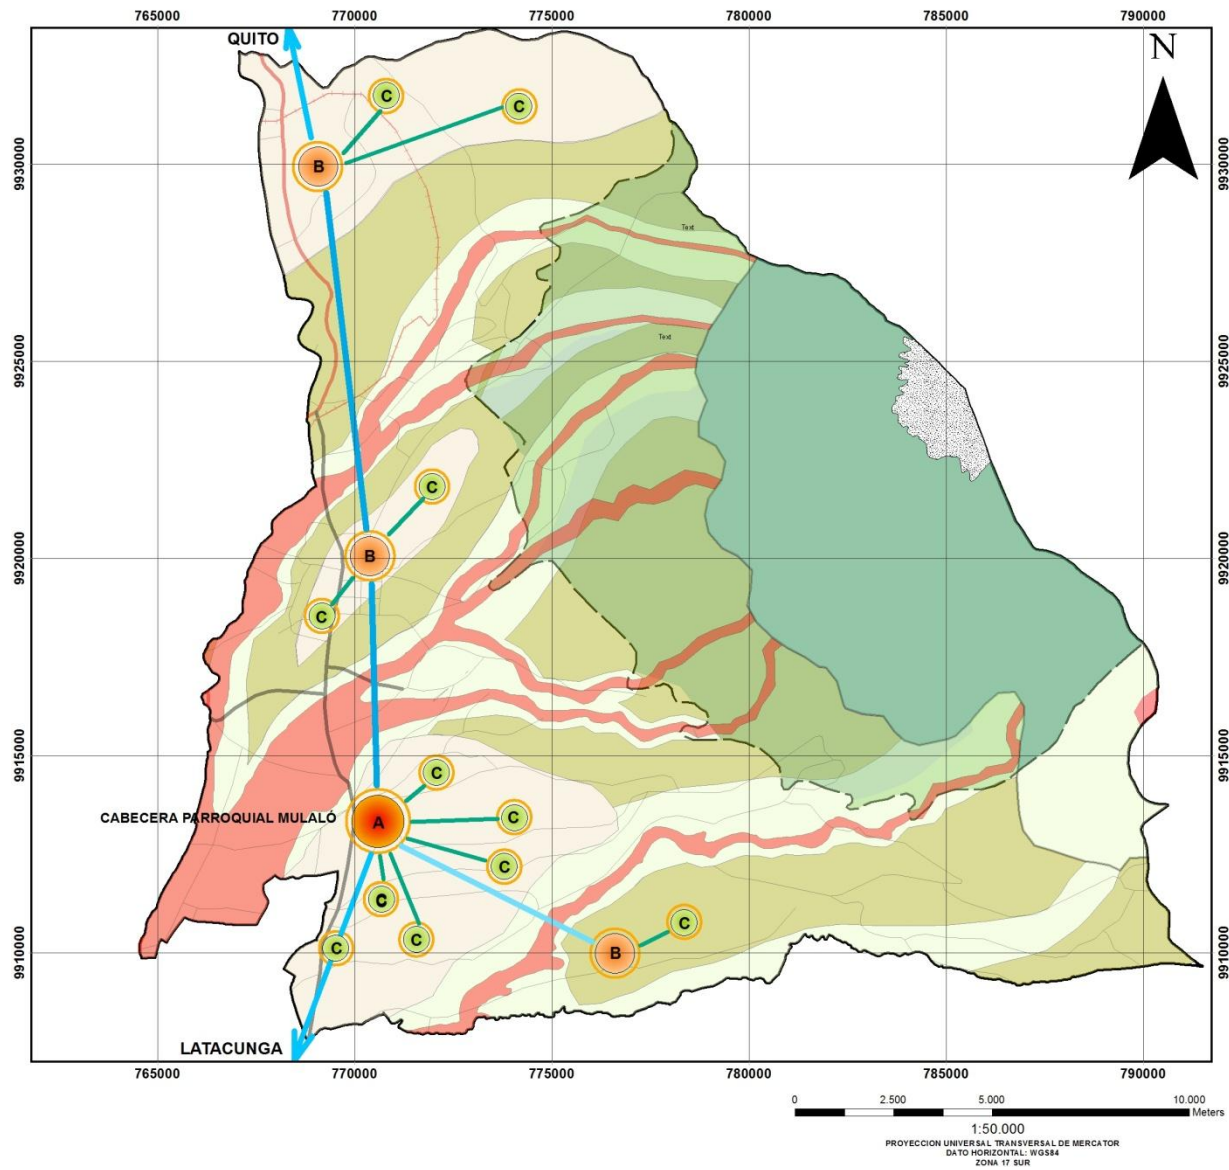 765000 770000 775000 780000 785000 790000
QUITO
N
C
C
9930000 B 9930000
Text
Text
9925000 9925000
C
B
9920000 9920000
C
9915000 9915000
C
CABECERA PARROQUIAL MULALÓ A C
C
C
C
C
C
9910000 B 9910000
LATACUNGA
765000 770000 775000 780000 785000 790000
0 2.500 5.000 10.000
Meters
1:50.000
PROYECCION UNIVERSAL TRANSVERSAL DE MERCATOR
DATO HORIZONTAL: WGS84
ZONA 17 SUR